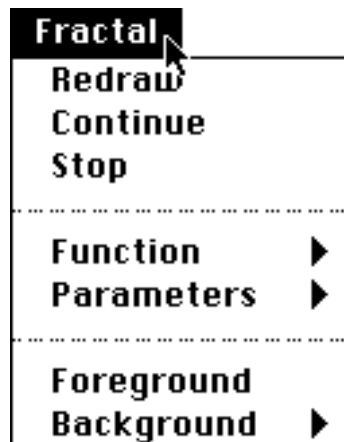 Fractal
Redraw
Continue
Stop
Function
Parameters
Foreground
Background